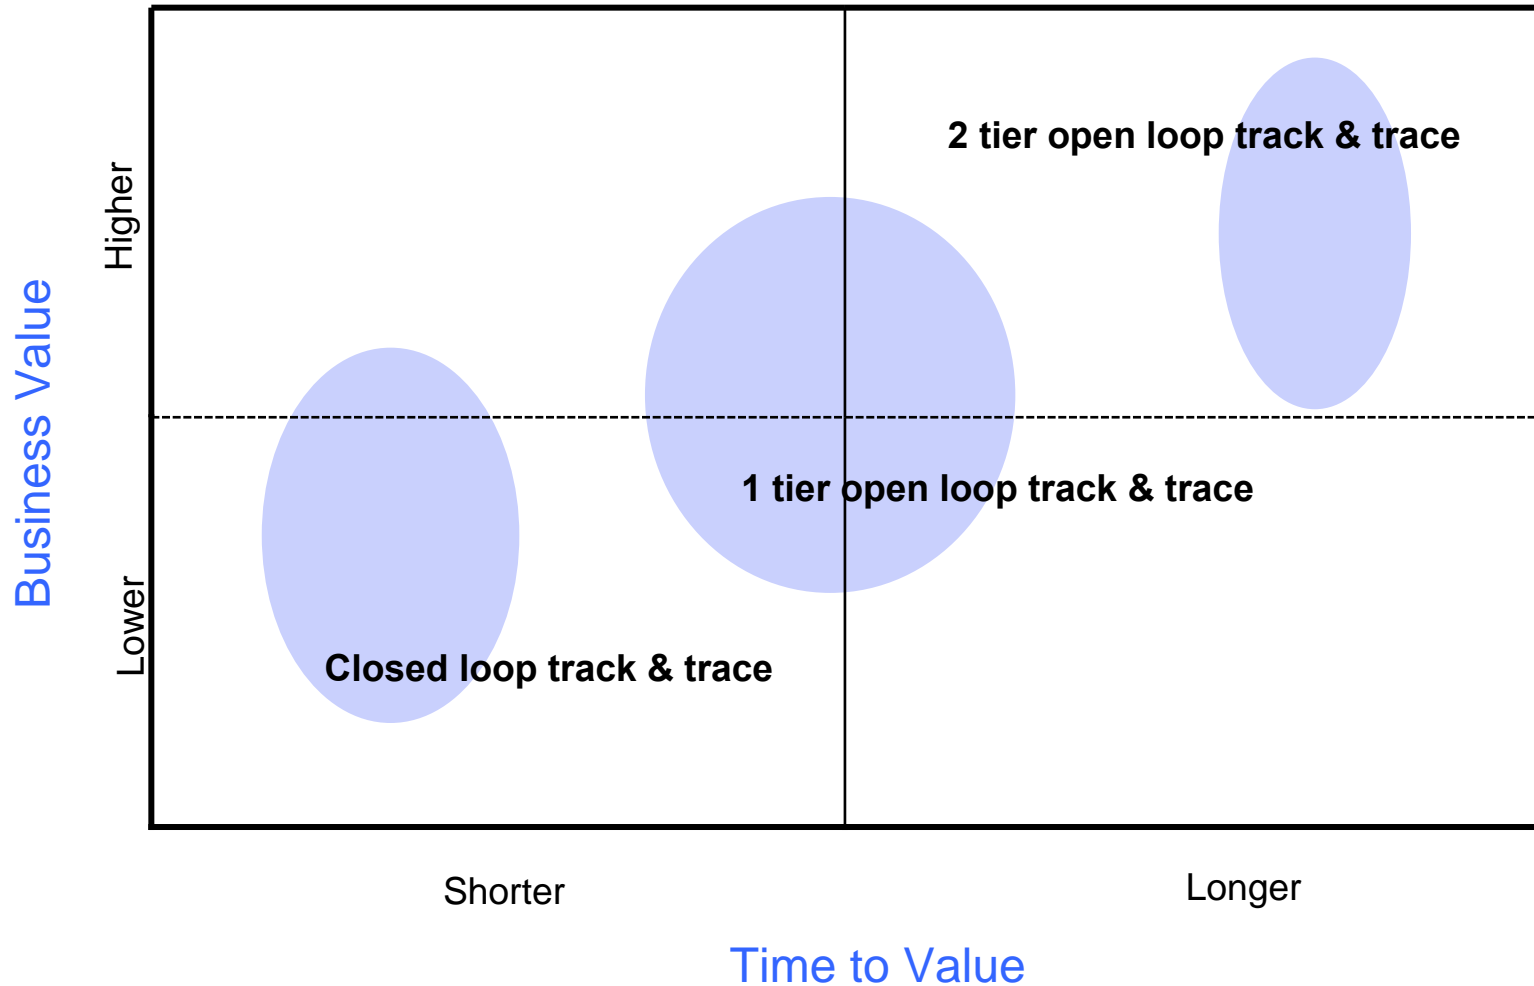 2 tier open loop track & trace
Higher
Business Value
1 tier open loop track & trace
Lower
Closed loop track & trace
Shorter
Longer
Time to Value